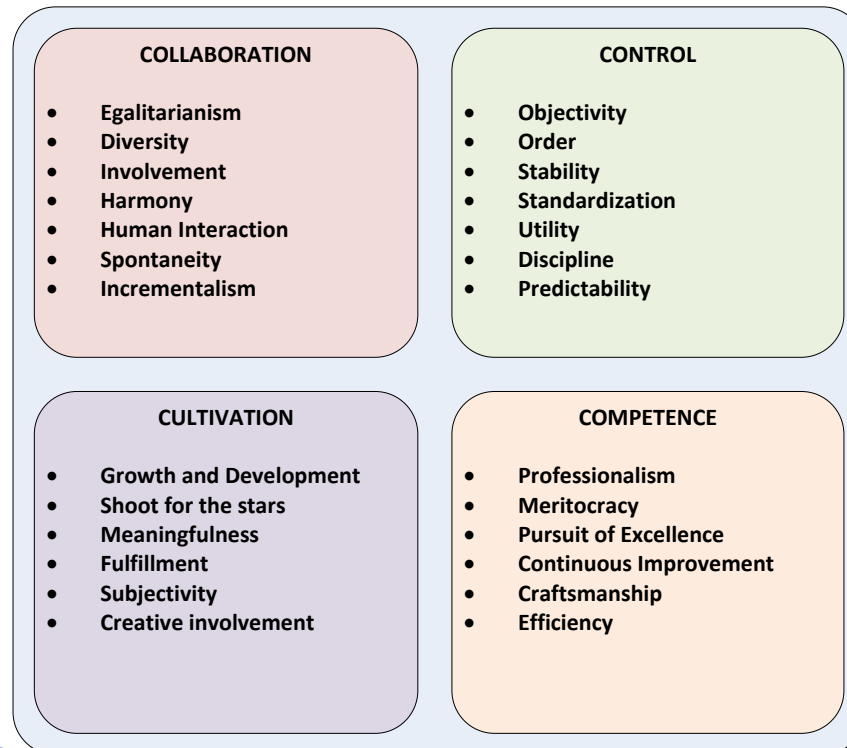 COLLABORATION
• Egalitarianism
• Diversity
• Involvement
• Harmony
• Human Interaction
• Spontaneity
• Incrementalism
CONTROL
• Objectivity
• Order
• Stability
• Standardization
• Utility
• Discipline
• Predictability
CULTIVATION
• Growth and Development
• Shoot for the stars
• Meaningfulness
• Fulfillment
• Subjectivity
• Creative involvement
COMPETENCE
• Professionalism
• Meritocracy
• Pursuit of Excellence
• Continuous Improvement
• Craftsmanship
• Efficiency